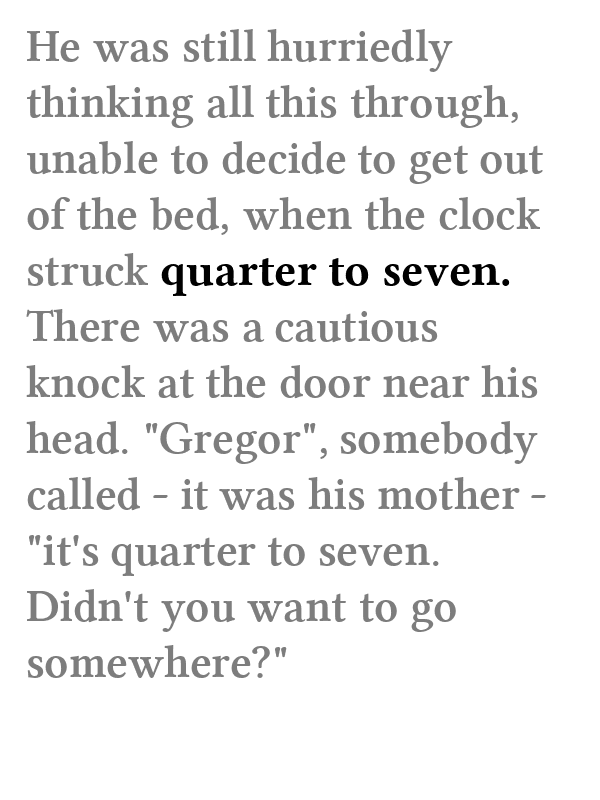 He was still hurriedly
thinking all this through,
unable to decide to get out
of the bed, when the clock
struck quarter to seven.
There was a cautious
knock at the door near his
head. "Gregor", somebody
called - it was his mother -
"it's quarter to seven.
Didn't you want to go
somewhere?"